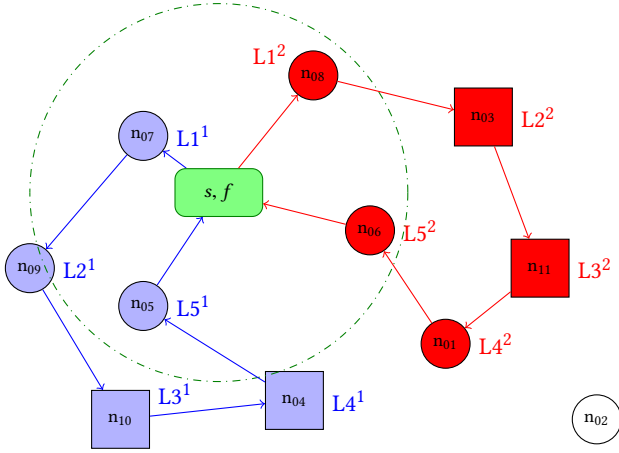 L1²
n₀₈
n₀₃
L2²
n₀₇
L1¹
s, f
n₀₆
L5²
n₀₉
L2¹
n₁₁
L3²
n₀₅
L5¹
n₀₁
L4²
L3¹
n₀₄
L4¹
n₁₀
n₀₂